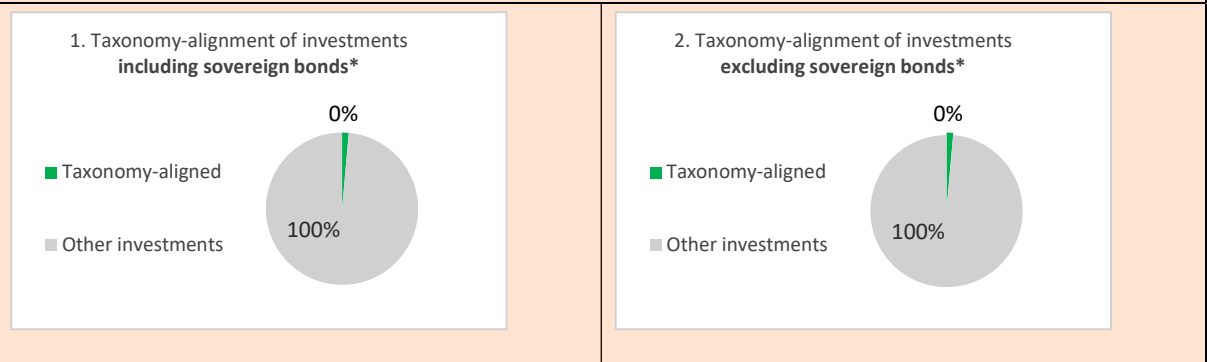 1. Taxonomy-alignment of investments
including sovereign bonds*
0%
Taxonomy-aligned
100%
Other investments
2. Taxonomy-alignment of investments
excluding sovereign bonds*
0%
Taxonomy-aligned
100%
Other investments